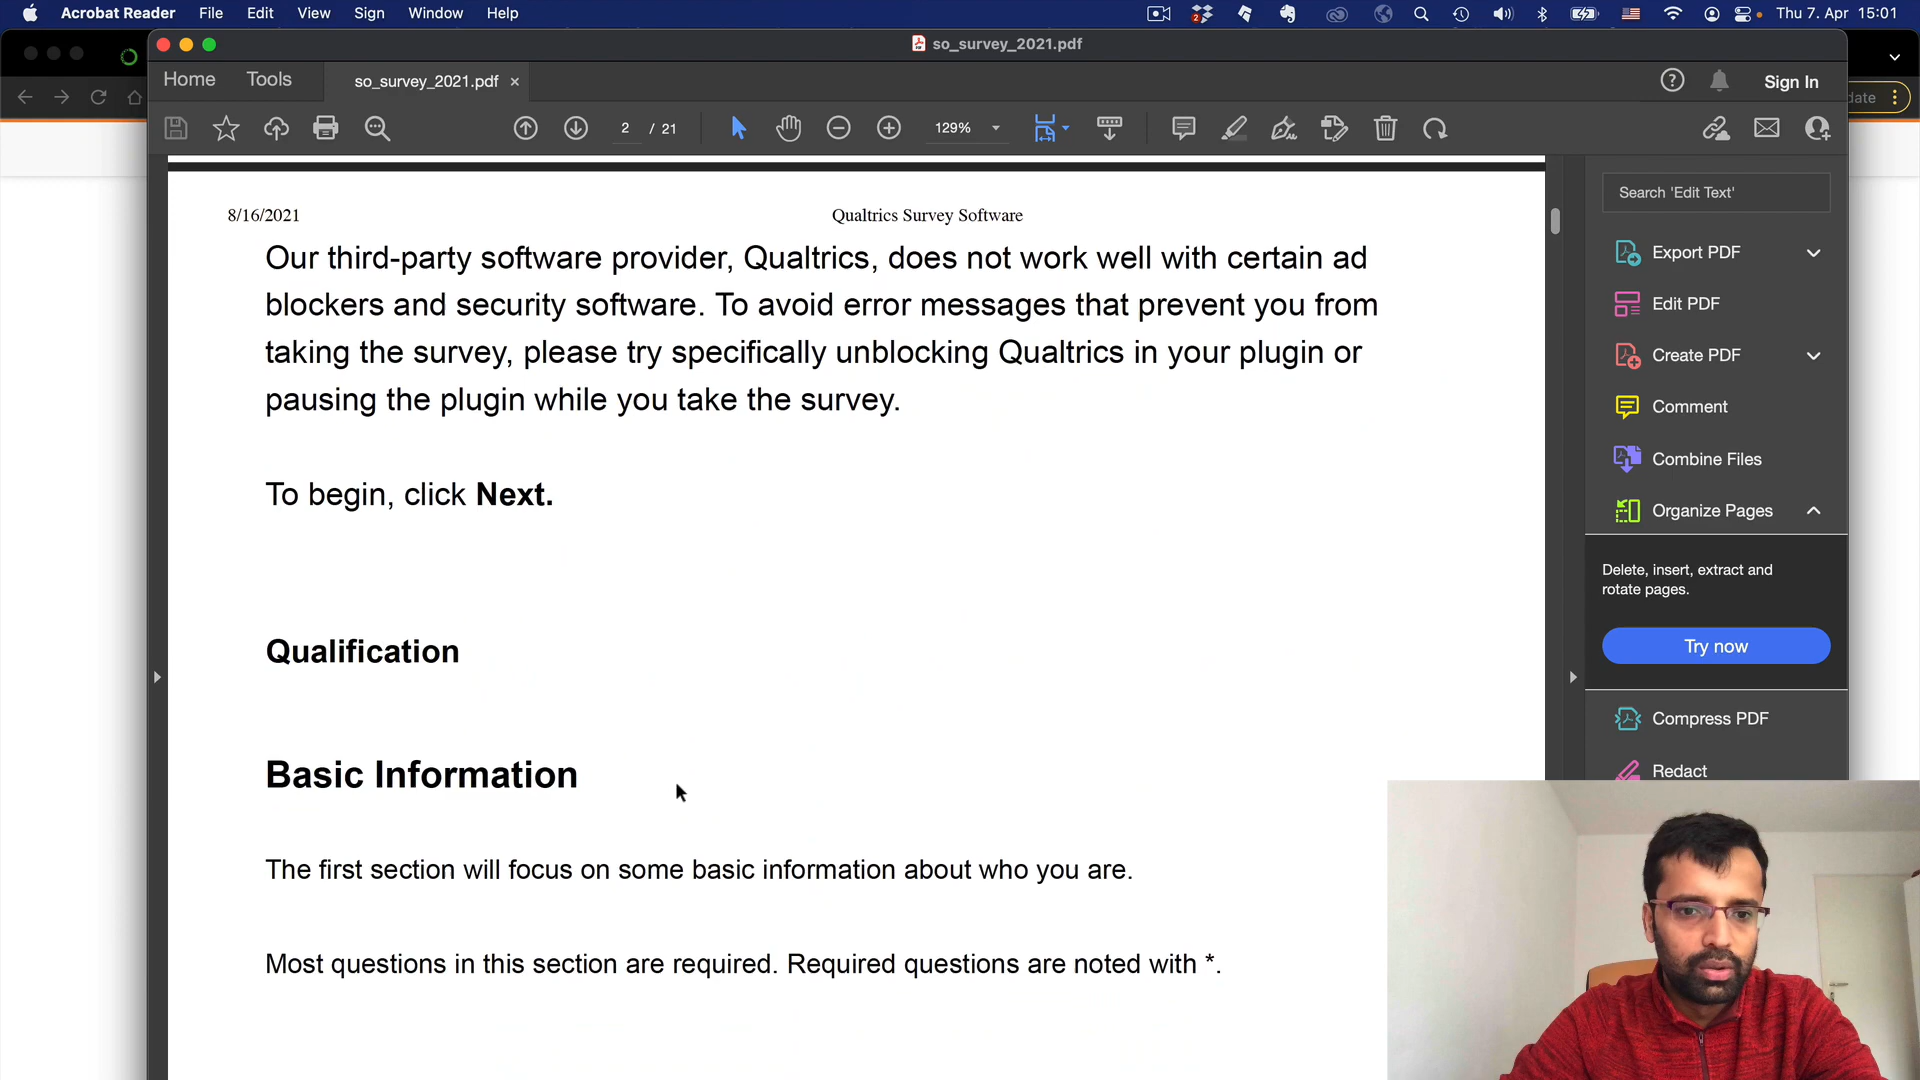 Acrobat Reader File Edit View Sign Window Help
Thu 7. Apr 15:01
so_survey_2021.pdf
Home Tools so_survey_2021.pdf ×
Sign In
date
2 / 21
129%
8/16/2021 Qualtrics Survey Software
Our third-party software provider, Qualtrics, does not work well with certain ad
blockers and security software. To avoid error messages that prevent you from
taking the survey, please try specifically unblocking Qualtrics in your plugin or
pausing the plugin while you take the survey.
To begin, click Next.
Qualification
Basic Information
The first section will focus on some basic information about who you are.
Most questions in this section are required. Required questions are noted with *.
Search 'Edit Text'
Export PDF
Edit PDF
Create PDF
Comment
Combine Files
Organize Pages
Delete, insert, extract and
rotate pages.
Try now
Compress PDF
Redact